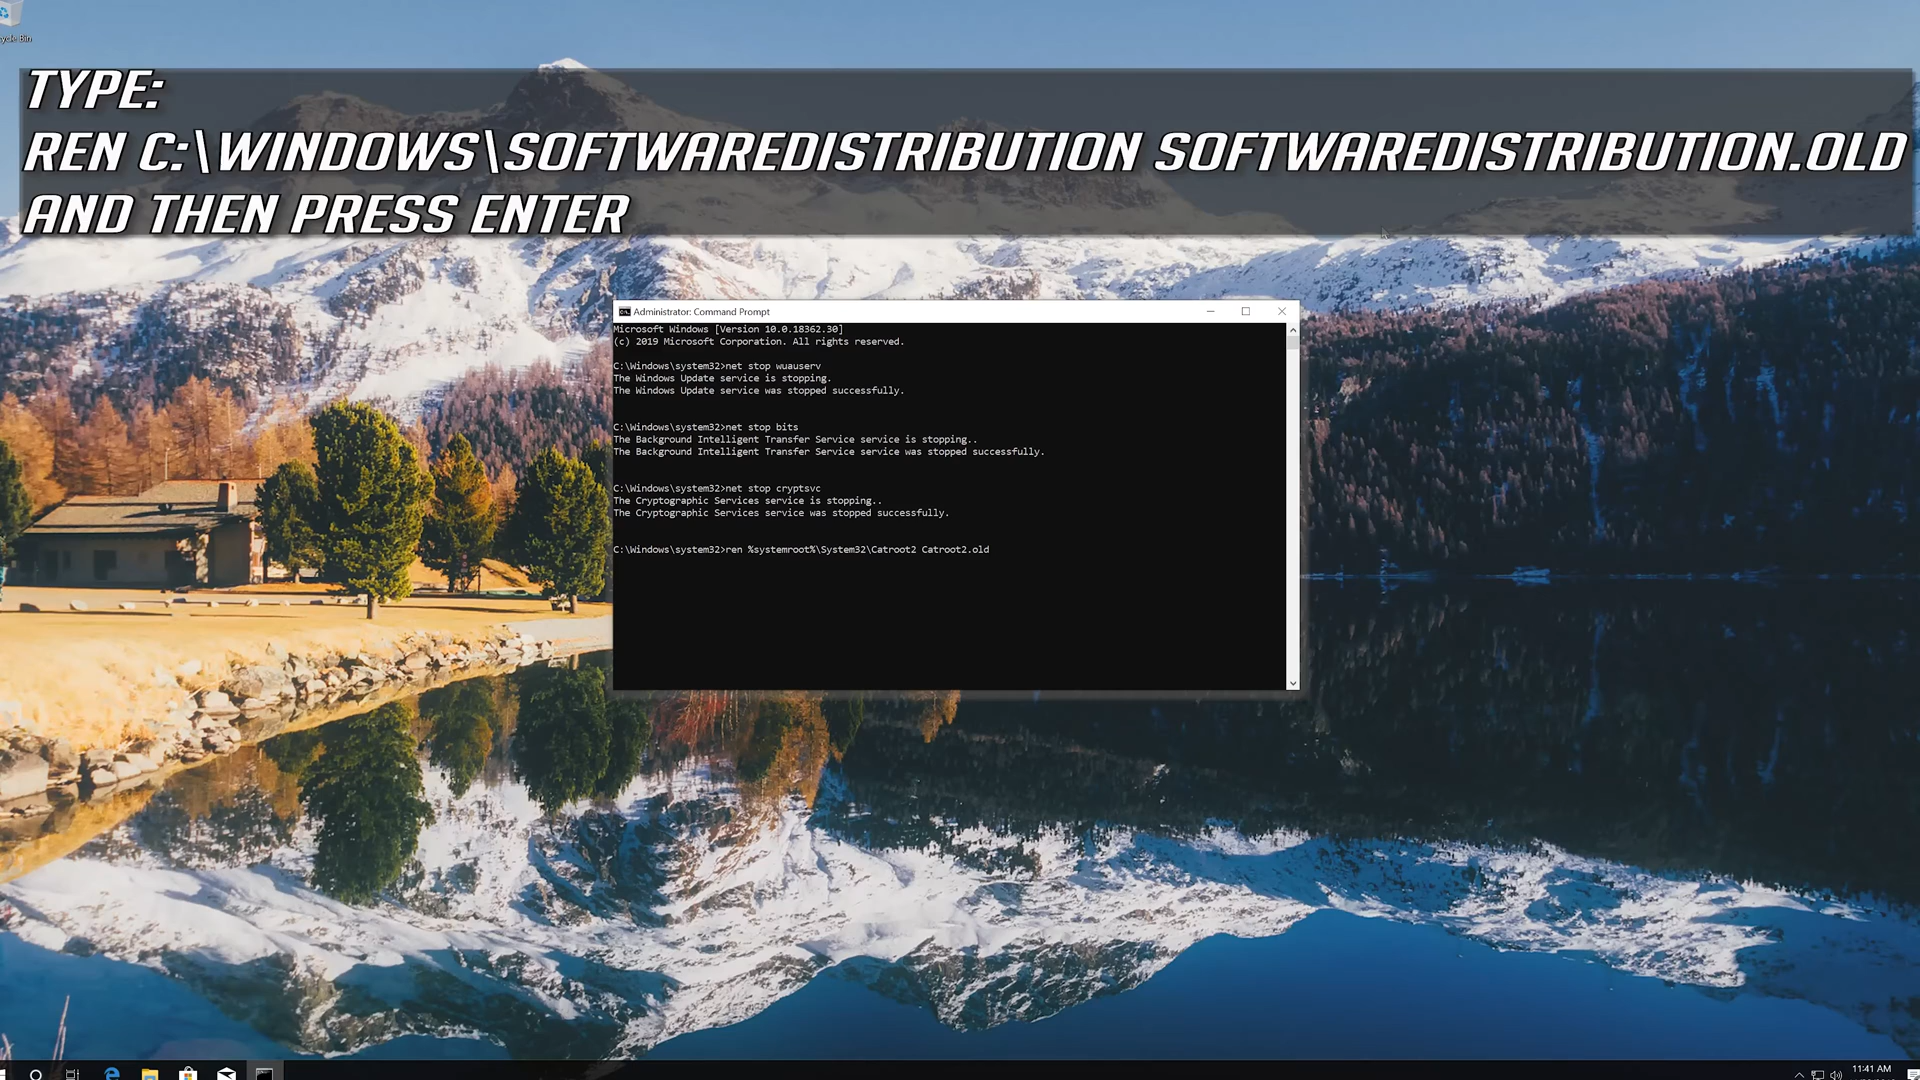 ycle Bin
TYPE:
REN C:\WINDOWS\SOFTWAREDISTRIBUTION SOFTWAREDISTRIBUTION.OLD
AND THEN PRESS ENTER
Administrator: Command Prompt
Microsoft Windows [Version 10.0.18362.30]
(c) 2019 Microsoft Corporation. All rights reserved.
C:\Windows\system32>net stop wuauserv
The Windows Update service is stopping.
The Windows Update service was stopped successfully.
C:\Windows\system32>net stop bits
The Background Intelligent Transfer Service service is stopping..
The Background Intelligent Transfer Service service was stopped successfully.
C:\Windows\system32>net stop cryptsvc
The Cryptographic Services service is stopping..
The Cryptographic Services service was stopped successfully.
C:\Windows\system32>ren %systemroot%\System32\Catroot2 Catroot2.old
11:41 AM